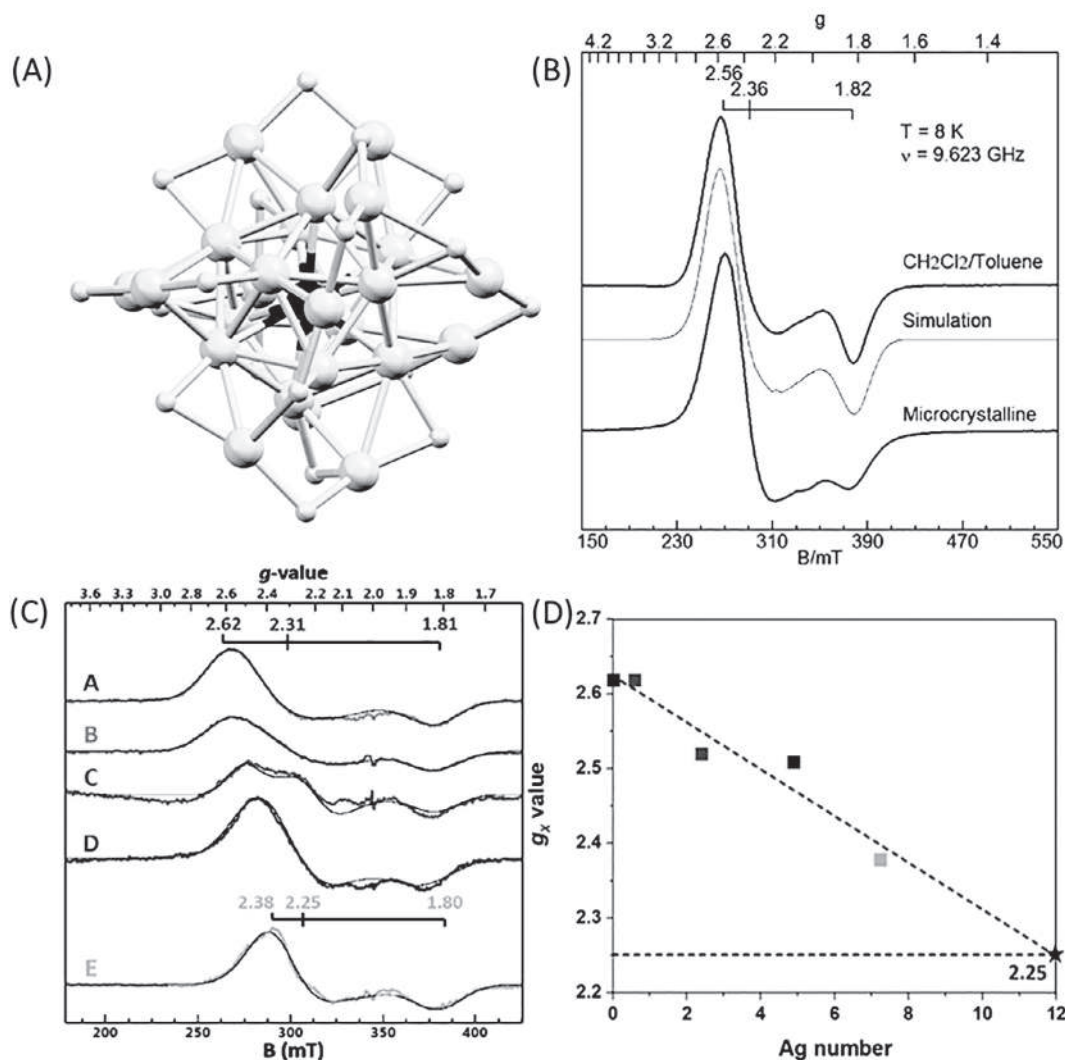 (A)
(B)
g
4.2 3.2 2.6 2.2 1.8 1.6 1.4
2.56
2.36 1.82
T = 8 K
ν = 9.623 GHz
CH2Cl2/Toluene
Simulation
Microcrystalline
150 230 310 390 470 550
B/mT
(C)
g-value
3.6 3.3 3.0 2.8 2.6 2.4 2.2 2.1 2.0 1.9 1.8 1.7
2.62 2.31 1.81
A
B
C
D
2.38 2.25 1.80
E
200 250 300 350 400
B (mT)
(D)
2.7
2.6
2.5
2.4
2.3
2.2
gx value
2.25
0 2 4 6 8 10 12
Ag number